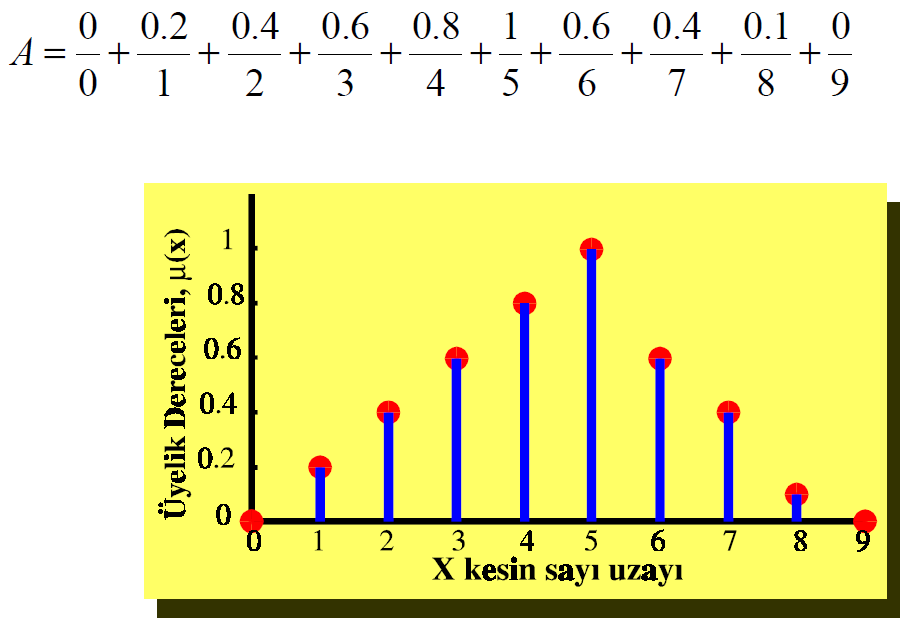 A = 0/0 + 0.2/1 + 0.4/2 + 0.6/3 + 0.8/4 + 1/5 + 0.6/6 + 0.4/7 + 0.1/8 + 0/9
Üyelik Dereceleri, μ(x)
1
0.8
0.6
0.4
0.2
0
0 1 2 3 4 5 6 7 8 9
X kesin sayı uzayı